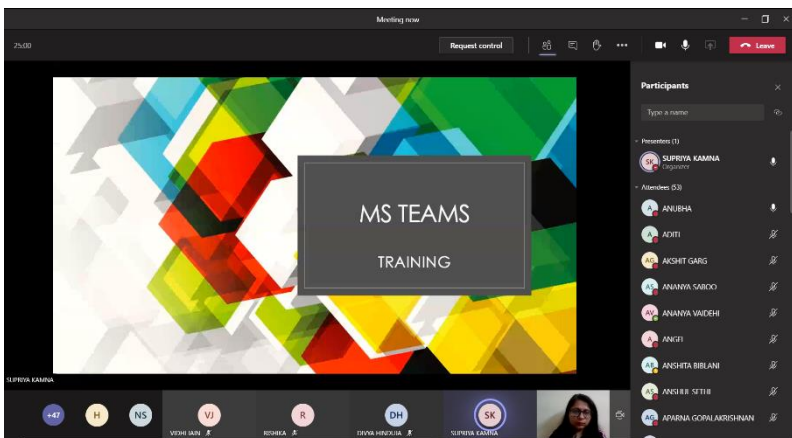 Meeting now
25:00
Request control
Leave
MS TEAMS
TRAINING
SUPRIYA KAMNA
+47
H
NS
VJ
VIDHI JAIN
R
RISHIKA
DH
DIVYA HINDUJA
SK
SUPRIYA KAMNA
Participants
Type a name
Presenters (1)
SK
SUPRIYA KAMNA
Organizer
Attendees (53)
A
ANUBHA
A
ADITI
AG
AKSHIT GARG
AS
ANANYA SABOO
AV
ANANYA VAIDEHI
A
ANGEL
AB
ANSHITA BIBLANI
AS
ANSHUL SETHI
AG
APARNA GOPALAKRISHNAN